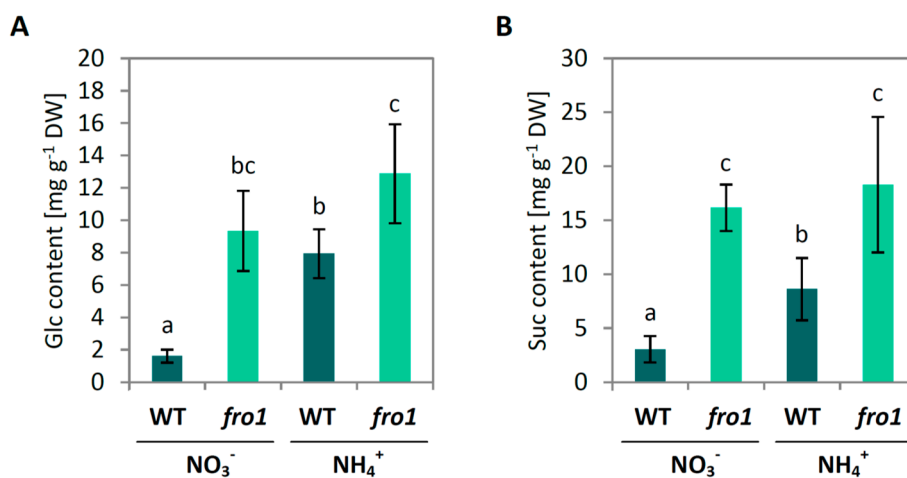 A
Glc content [mg g⁻¹ DW]
20
18
16
14
12
10
8
6
4
2
0
a
bc
b
c
WT fro1 WT fro1
NO₃⁻ NH₄⁺
B
Suc content [mg g⁻¹ DW]
30
25
20
15
10
5
0
a
c
b
c
WT fro1 WT fro1
NO₃⁻ NH₄⁺